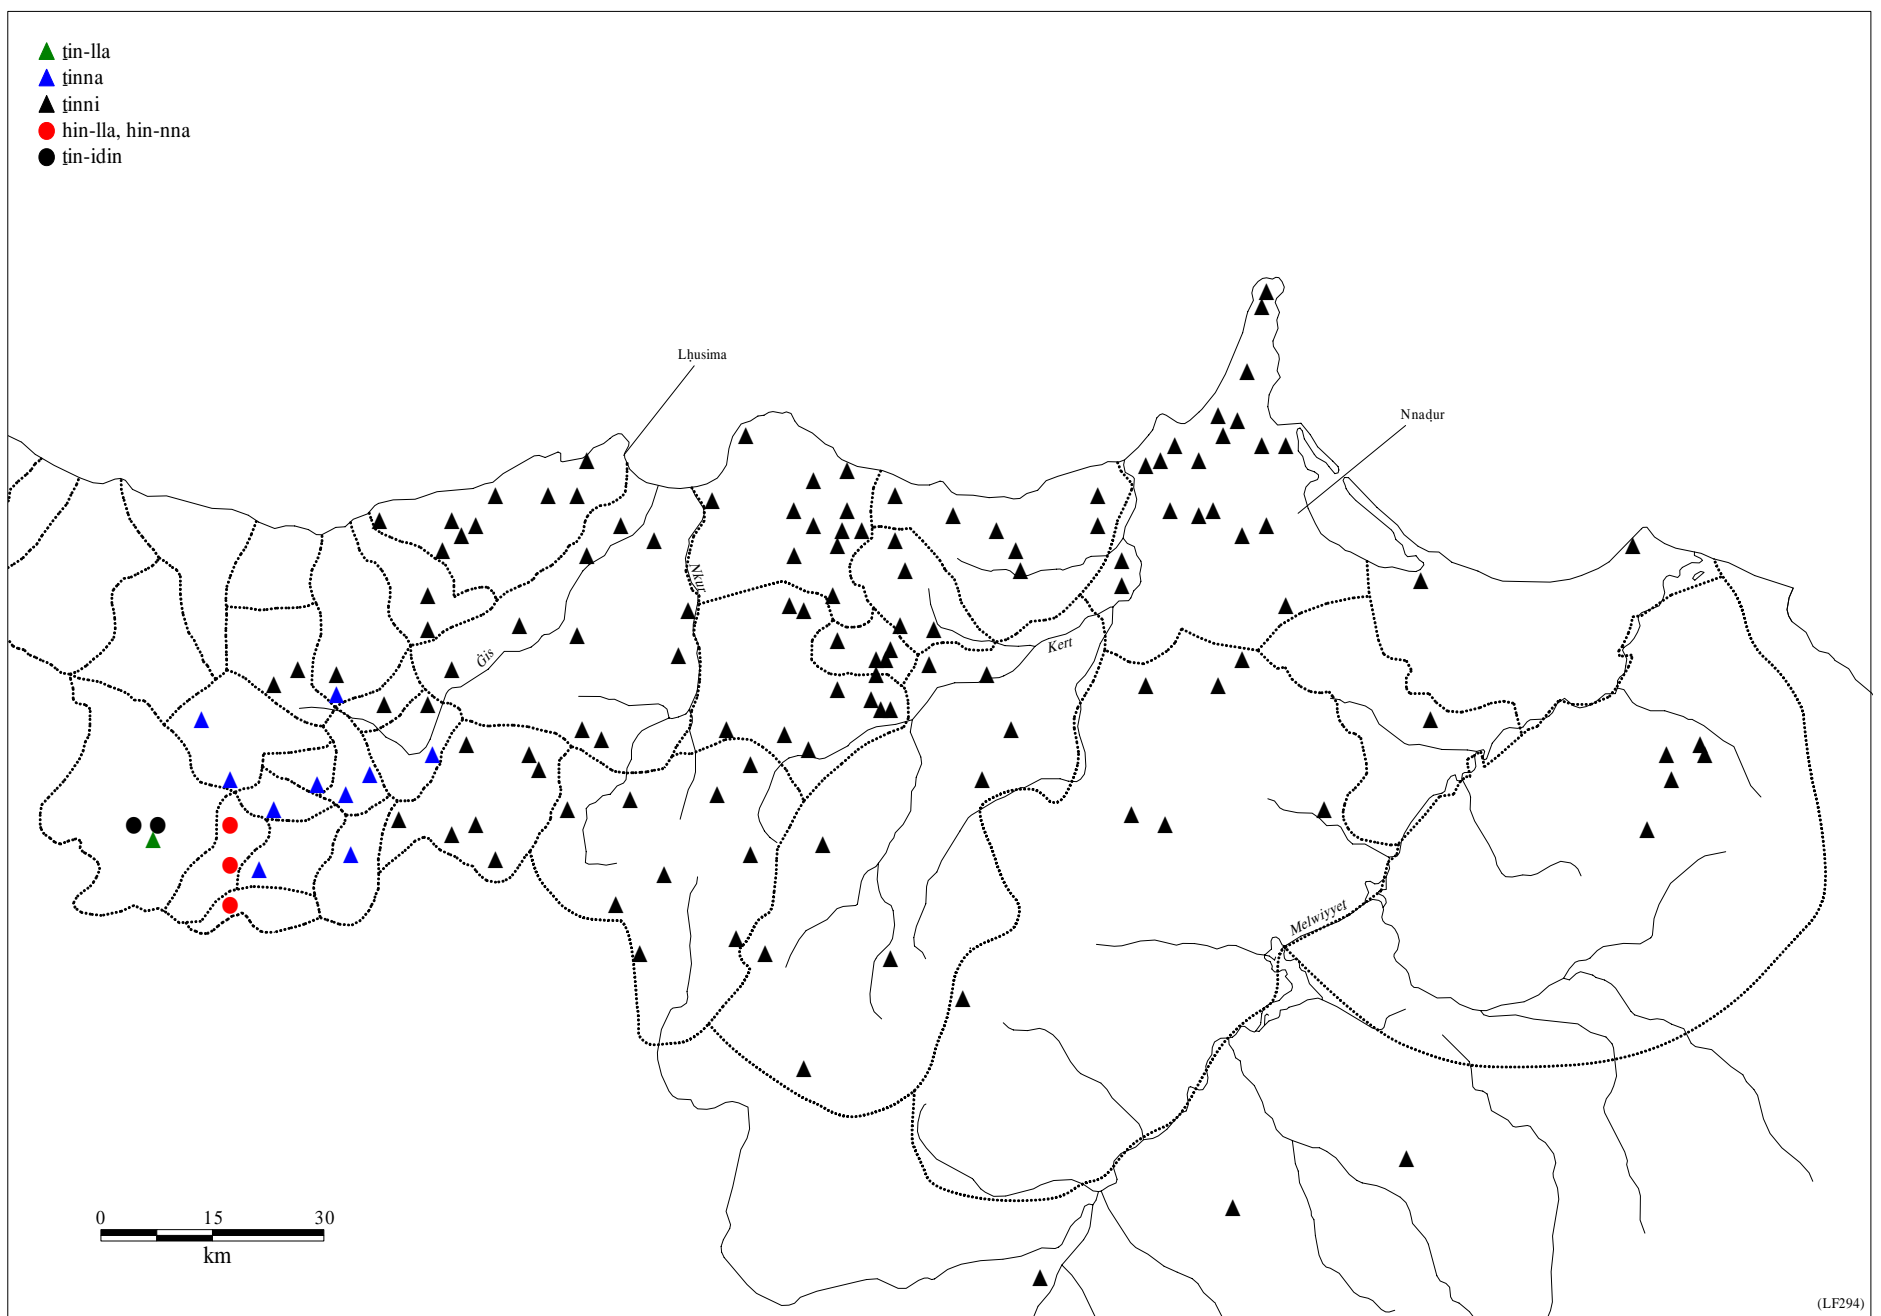 ṯin-lla
ṯinna
ṯinni
hin-lla, hin-nna
ṯin-idin
Lḥusima
Nnaḍur
Nkur
Ġis
Kert
Melwiyyeṯ
0 15 30
km
(LF294)